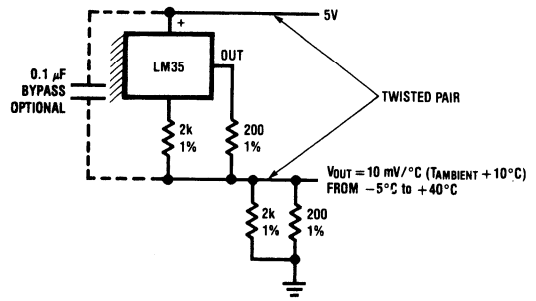 5V
+
OUT
LM35
0.1 µF
BYPASS
OPTIONAL
TWISTED PAIR
2k
1%
200
1%
VOUT = 10 mV/°C (TAMBIENT + 10°C)
FROM −5°C to +40°C
2k
1%
200
1%